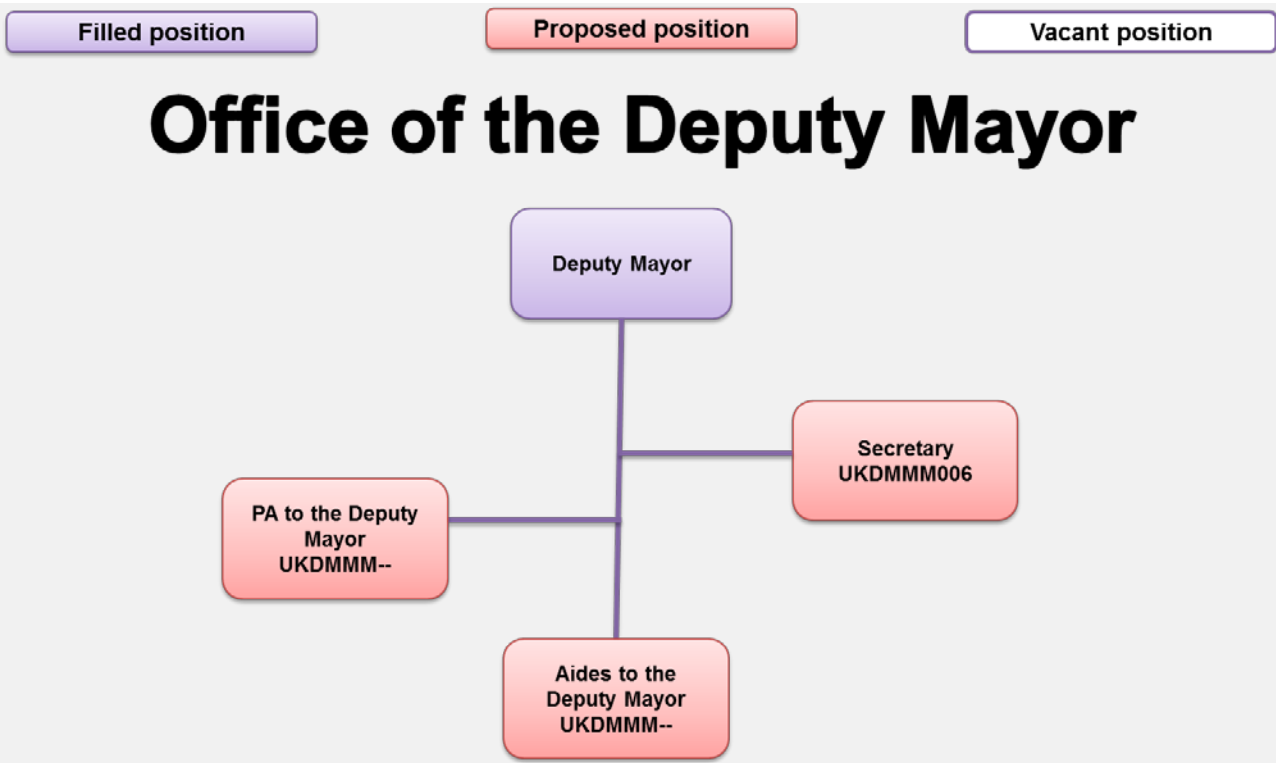 Filled position
Proposed position
Vacant position
Office of the Deputy Mayor
Deputy Mayor
Secretary
UKDMMM006
PA to the Deputy
Mayor
UKDMMM--
Aides to the
Deputy Mayor
UKDMMM--